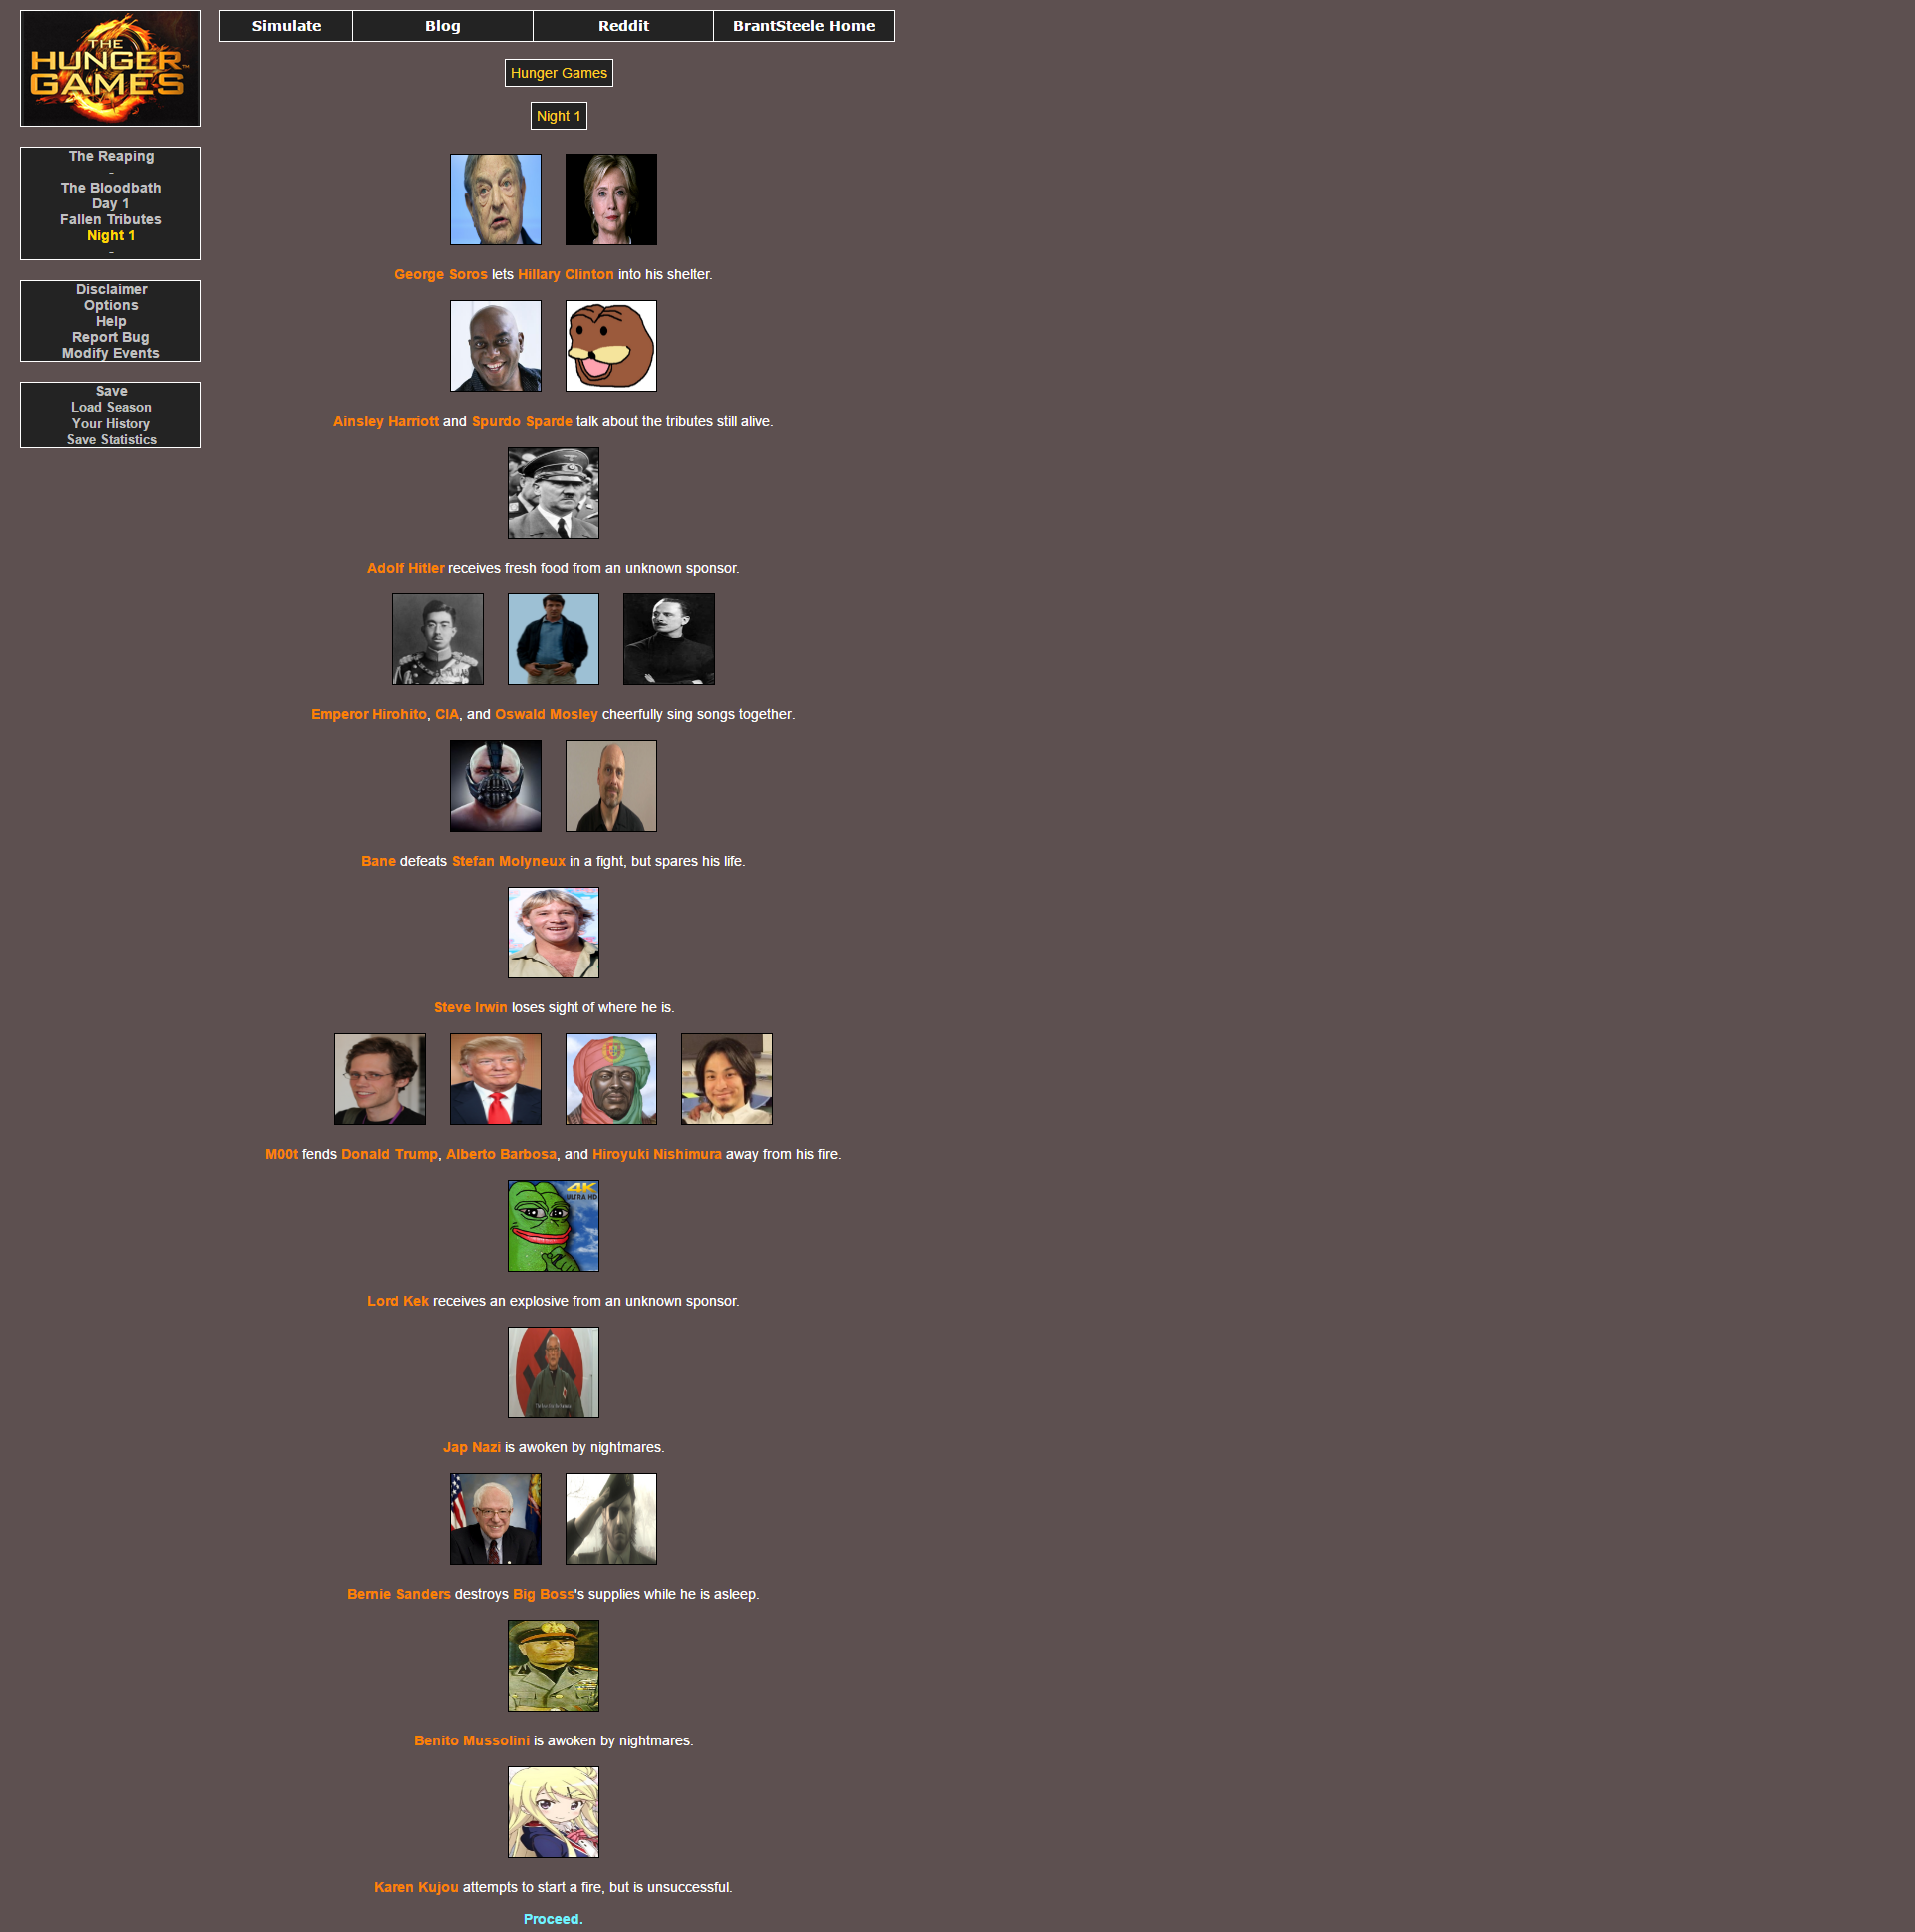 THE
HUNGER
GAMES
Simulate
Blog
Reddit
BrantSteele Home
The Reaping
-
The Bloodbath
Day 1
Fallen Tributes
Night 1
-
Disclaimer
Options
Help
Report Bug
Modify Events
Save
Load Season
Your History
Save Statistics
Hunger Games
Night 1
George Soros lets Hillary Clinton into his shelter.
Ainsley Harriott and Spurdo Sparde talk about the tributes still alive.
Adolf Hitler receives fresh food from an unknown sponsor.
Emperor Hirohito, CIA, and Oswald Mosley cheerfully sing songs together.
Bane defeats Stefan Molyneux in a fight, but spares his life.
Steve Irwin loses sight of where he is.
M00t fends Donald Trump, Alberto Barbosa, and Hiroyuki Nishimura away from his fire.
4K
ULTRA HD
Lord Kek receives an explosive from an unknown sponsor.
Jap Nazi is awoken by nightmares.
Bernie Sanders destroys Big Boss's supplies while he is asleep.
Benito Mussolini is awoken by nightmares.
Karen Kujou attempts to start a fire, but is unsuccessful.
Proceed.